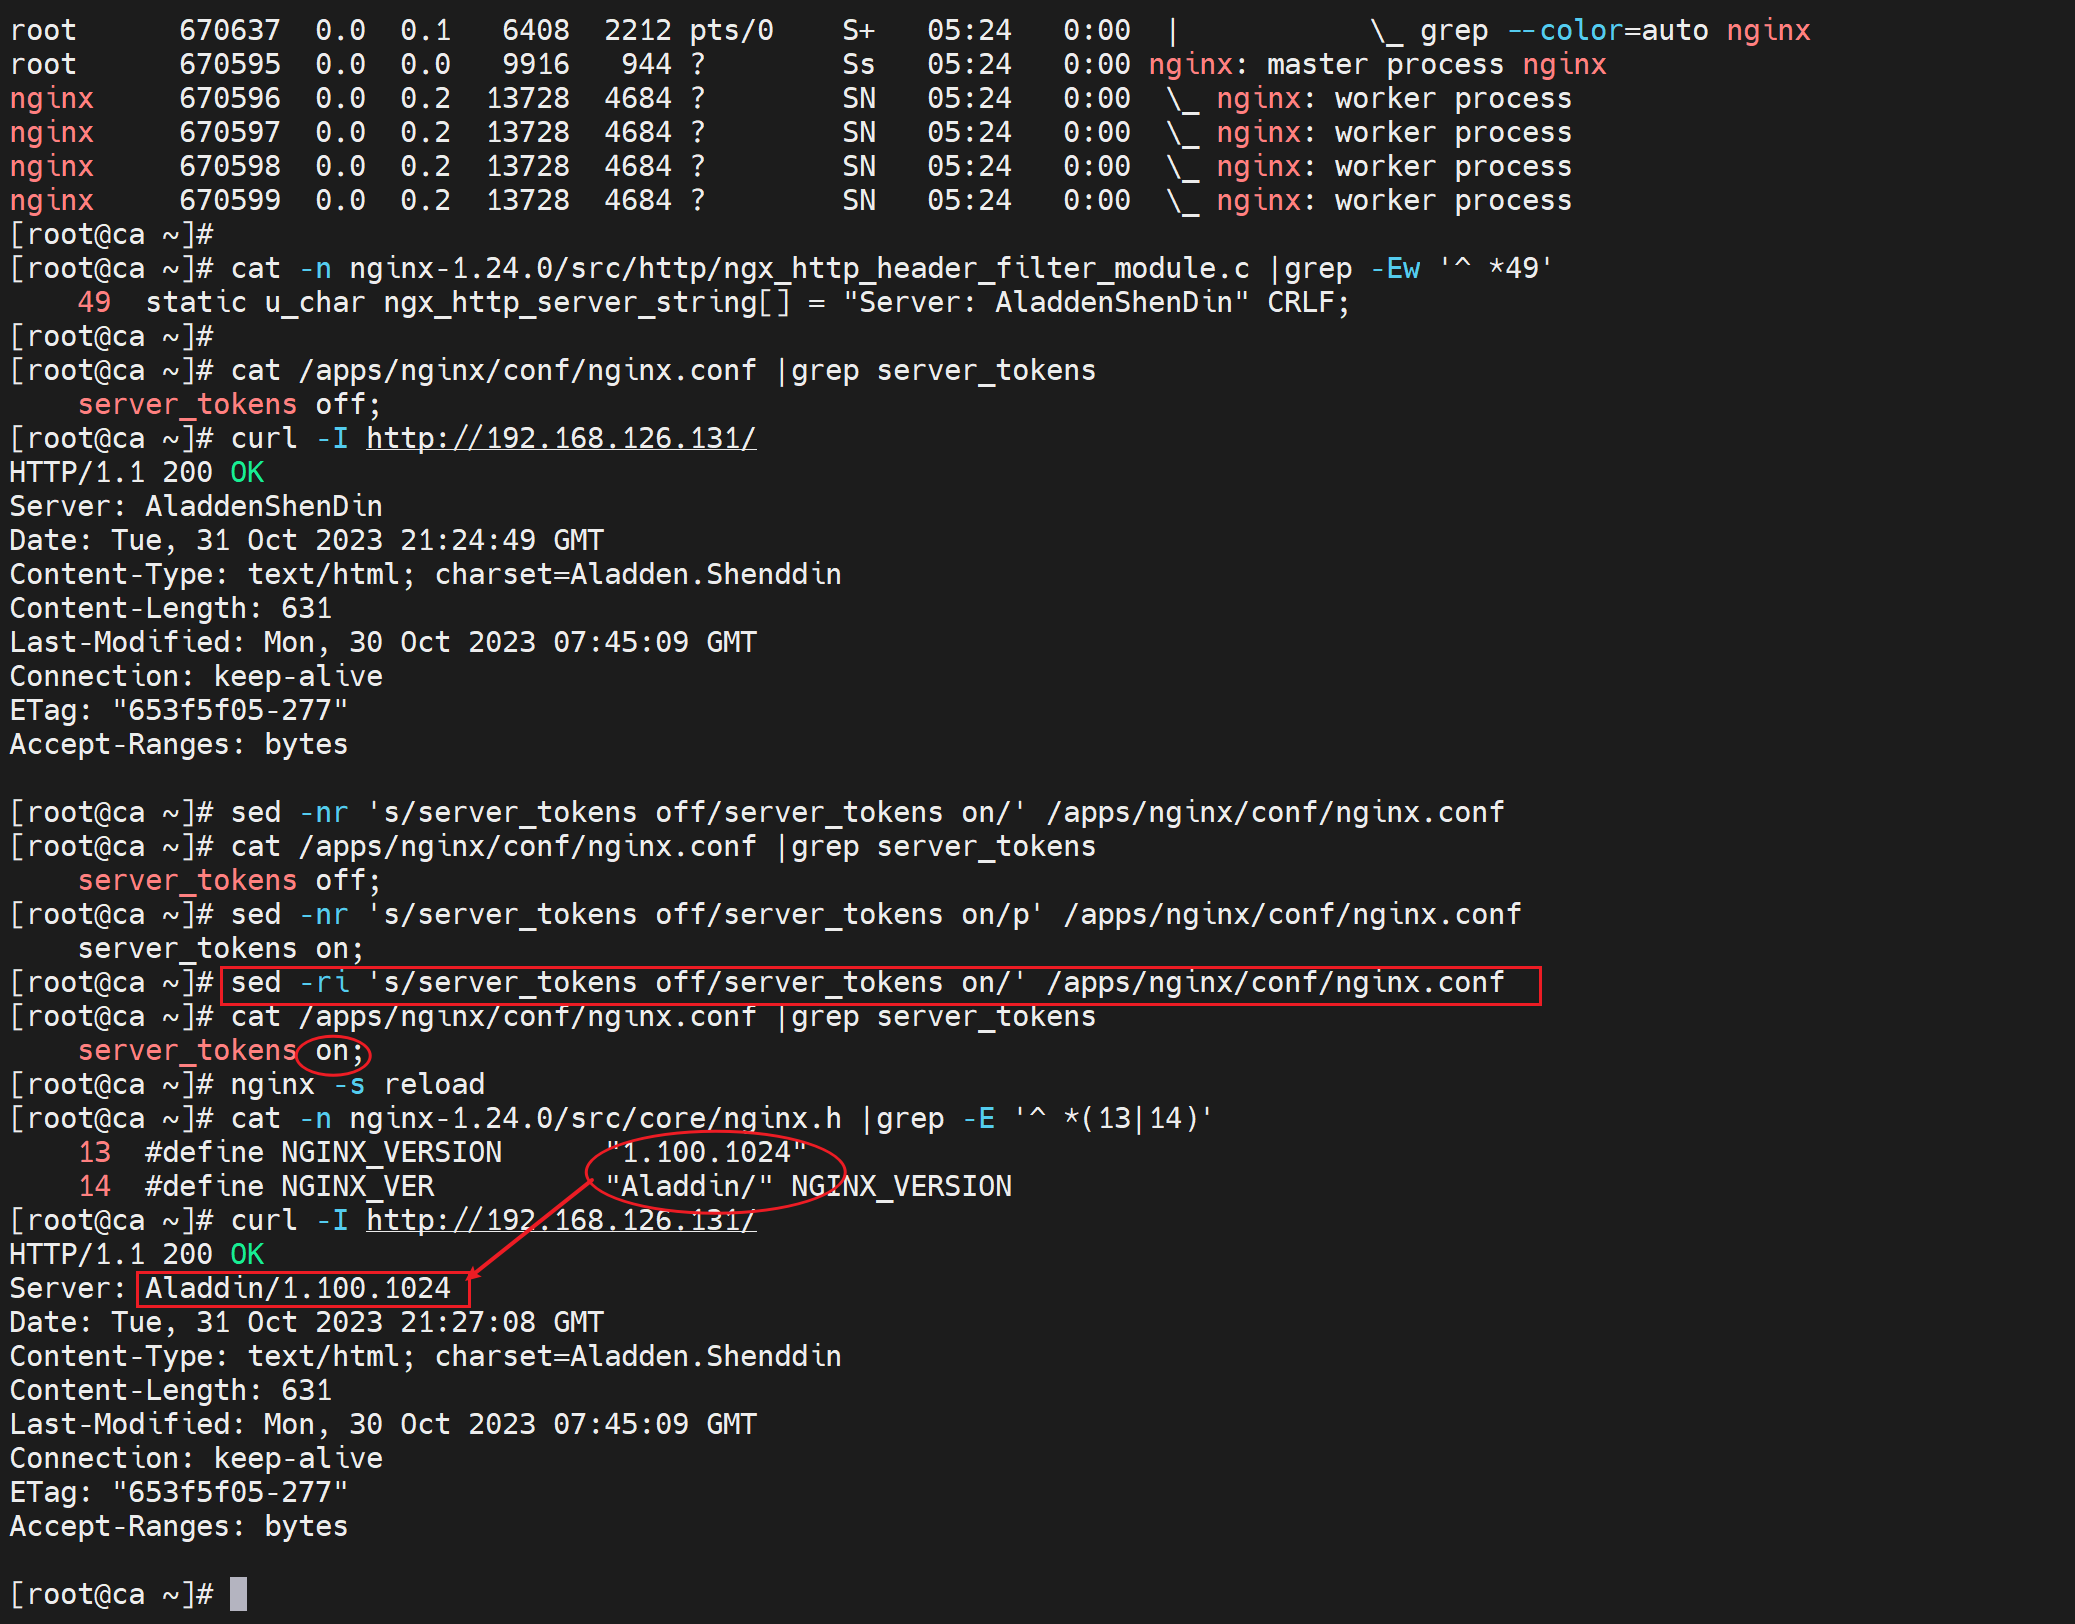 root      670637  0.0  0.1   6408  2212 pts/0    S+   05:24   0:00  |           \_ grep --color=auto nginx
root      670595  0.0  0.0   9916   944 ?        Ss   05:24   0:00 nginx: master process nginx
nginx     670596  0.0  0.2  13728  4684 ?        SN   05:24   0:00  \_ nginx: worker process
nginx     670597  0.0  0.2  13728  4684 ?        SN   05:24   0:00  \_ nginx: worker process
nginx     670598  0.0  0.2  13728  4684 ?        SN   05:24   0:00  \_ nginx: worker process
nginx     670599  0.0  0.2  13728  4684 ?        SN   05:24   0:00  \_ nginx: worker process
[root@ca ~]#
[root@ca ~]# cat -n nginx-1.24.0/src/http/ngx_http_header_filter_module.c |grep -Ew '^ *49'
    49  static u_char ngx_http_server_string[] = "Server: AladdenShenDin" CRLF;
[root@ca ~]#
[root@ca ~]# cat /apps/nginx/conf/nginx.conf |grep server_tokens
    server_tokens off;
[root@ca ~]# curl -I http://192.168.126.131/
HTTP/1.1 200 OK
Server: AladdenShenDin
Date: Tue, 31 Oct 2023 21:24:49 GMT
Content-Type: text/html; charset=Aladden.Shenddin
Content-Length: 631
Last-Modified: Mon, 30 Oct 2023 07:45:09 GMT
Connection: keep-alive
ETag: "653f5f05-277"
Accept-Ranges: bytes

[root@ca ~]# sed -nr 's/server_tokens off/server_tokens on/' /apps/nginx/conf/nginx.conf
[root@ca ~]# cat /apps/nginx/conf/nginx.conf |grep server_tokens
    server_tokens off;
[root@ca ~]# sed -nr 's/server_tokens off/server_tokens on/p' /apps/nginx/conf/nginx.conf
    server_tokens on;
[root@ca ~]# sed -ri 's/server_tokens off/server_tokens on/' /apps/nginx/conf/nginx.conf
[root@ca ~]# cat /apps/nginx/conf/nginx.conf |grep server_tokens
    server_tokens on;
[root@ca ~]# nginx -s reload
[root@ca ~]# cat -n nginx-1.24.0/src/core/nginx.h |grep -E '^ *(13|14)'
    13  #define NGINX_VERSION      "1.100.1024"
    14  #define NGINX_VER          "Aladdin/" NGINX_VERSION
[root@ca ~]# curl -I http://192.168.126.131/
HTTP/1.1 200 OK
Server: Aladdin/1.100.1024
Date: Tue, 31 Oct 2023 21:27:08 GMT
Content-Type: text/html; charset=Aladden.Shenddin
Content-Length: 631
Last-Modified: Mon, 30 Oct 2023 07:45:09 GMT
Connection: keep-alive
ETag: "653f5f05-277"
Accept-Ranges: bytes

[root@ca ~]#